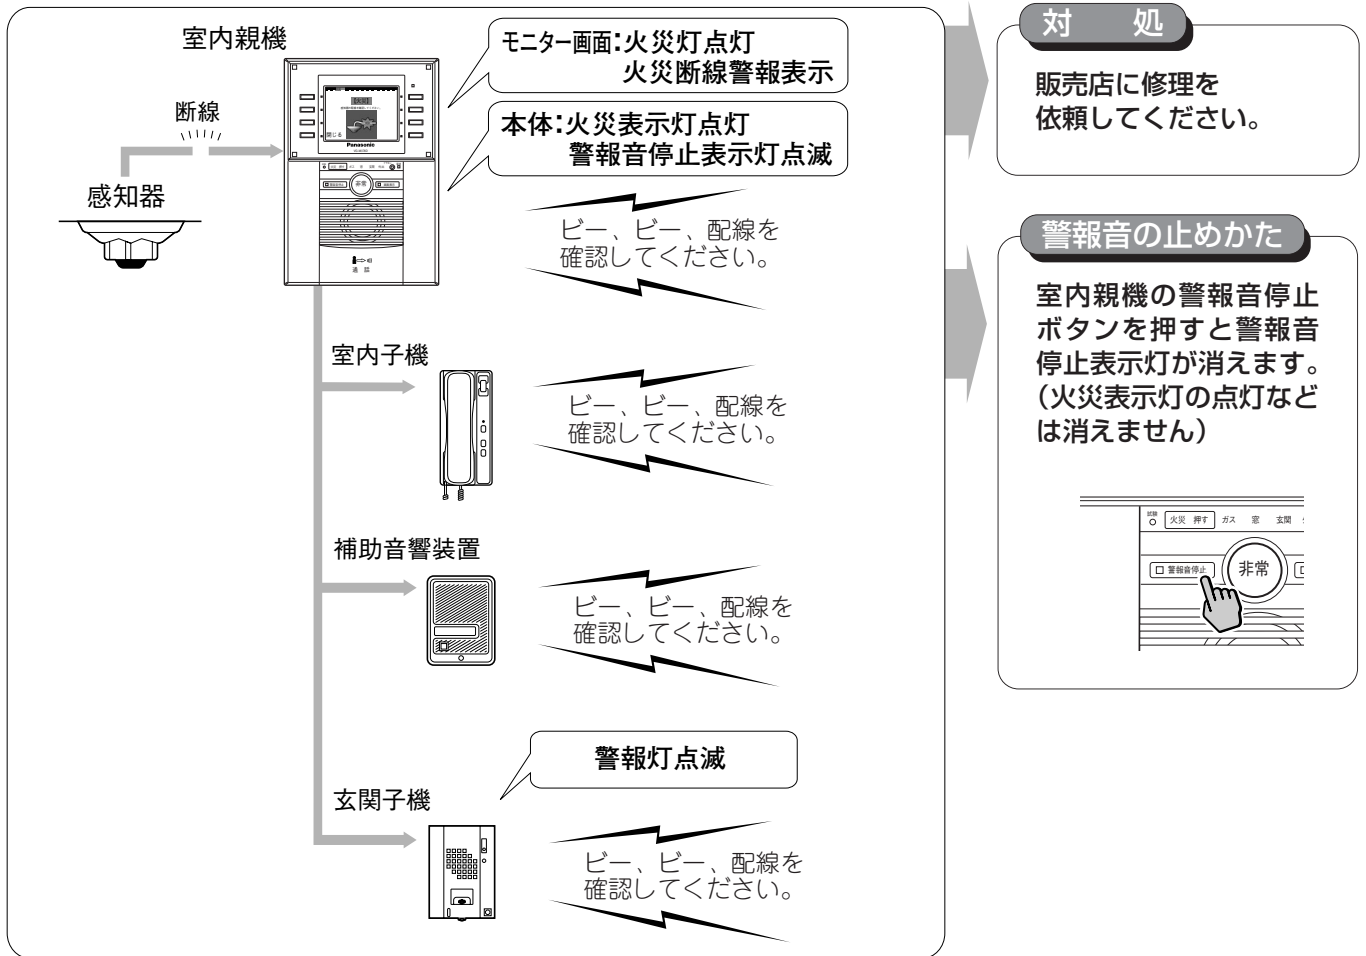 室内親機
モニター画面:火災灯点灯
火災断線警報表示
断線
感知器
閉じる
Panasonic
非常
通 話
本体:火災表示灯点灯
警報音停止表示灯点滅
ビー、ビー、配線を
確認してください。
室内子機
ビー、ビー、配線を
確認してください。
補助音響装置
ビー、ビー、配線を
確認してください。
警報灯点滅
玄関子機
ビー、ビー、配線を
確認してください。
対 処
販売店に修理を
依頼してください。
警報音の止めかた
室内親機の警報音停止
ボタンを押すと警報音
停止表示灯が消えます。
(火災表示灯の点灯など
は消えません)
試験
火災 押す ガス 窓 玄関
警報音停止 非常